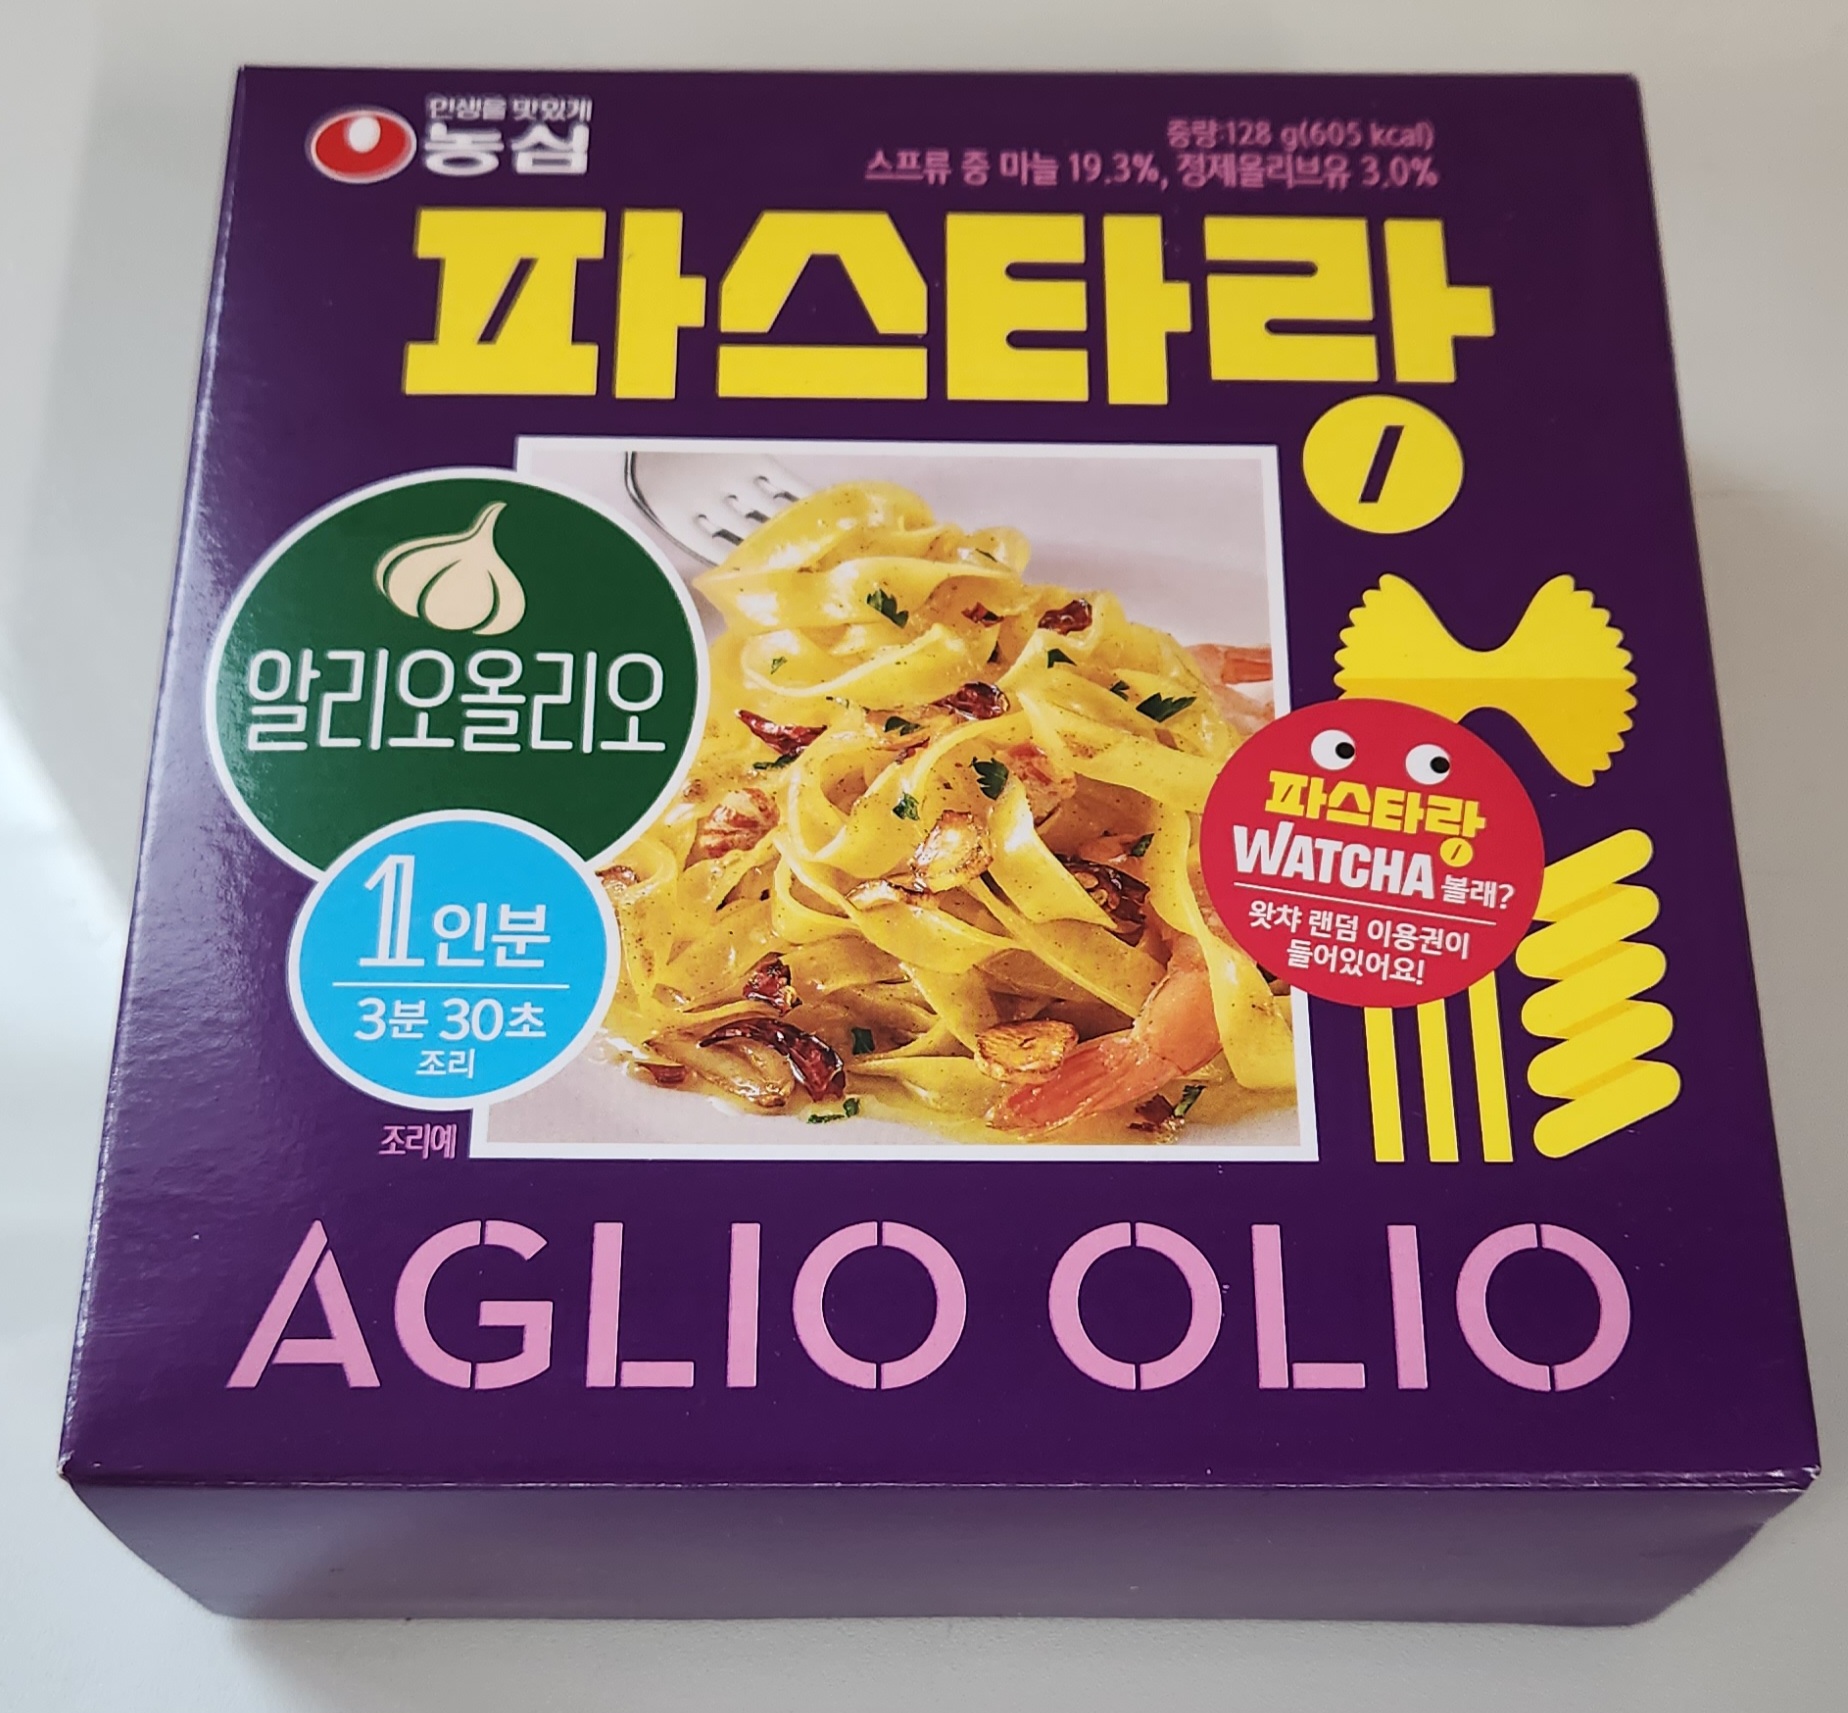 인생을 맛있게
농심
중량:128 g(605 kcal)
스프류 중 마늘 19.3%, 정제올리브유 3.0%
파스타랑
알리오올리오
1인분
3분 30초
조리
파스타랑
WATCHA 볼래?
왓챠 랜덤 이용권이
들어있어요!
조리예
AGLIO OLIO